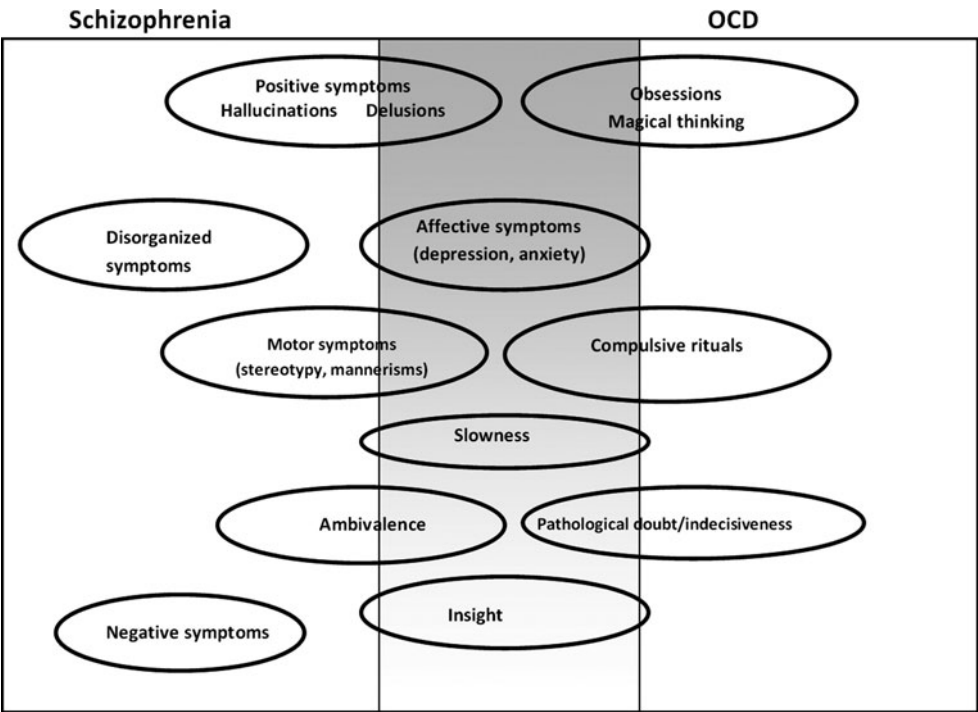 Schizophrenia
OCD
Positive symptoms
Hallucinations Delusions
Obsessions
Magical thinking
Disorganized
symptoms
Affective symptoms
(depression, anxiety)
Motor symptoms
(stereotypy, mannerisms)
Compulsive rituals
Slowness
Ambivalence
Pathological doubt/indecisiveness
Negative symptoms
Insight